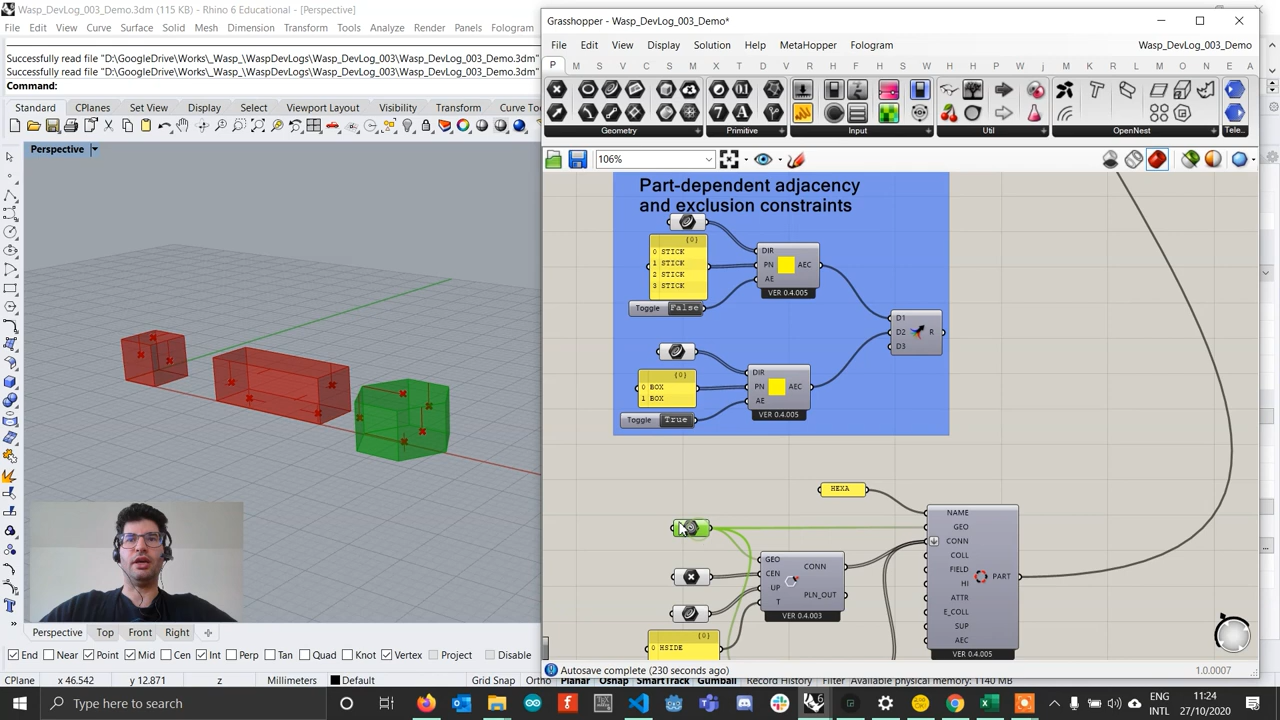 Wasp_DevLog_003_Demo.3dm (115 KB) - Rhino 6 Educational - [Perspective]
File Edit View Curve Surface Solid Mesh Dimension Transform Tools Analyze Render Panels Fologram
Successfully read file "D:\GoogleDrive\Works\_Wasp_\WaspDevLogs\Wasp_DevLog_003\Wasp_DevLog_003_Demo.3dm"
Successfully read file "D:\GoogleDrive\Works\_Wasp_\WaspDevLogs\Wasp_DevLog_003\Wasp_DevLog_003_Demo.3dm"
Command:
Standard CPlanes Set View Display Select Viewport Layout Visibility Transform Curve To
Perspective
Perspective Top Front Right
End Near Point Mid Cen Int Perp Tan Quad Knot Vertex Project Disable
CPlane X 46.542 Y 12.871 Z Millimeters Default Grid Snap Ortho Planar Osnap SmartTrack Gumball Record History Filter Available physical memory: 1140 MB
Grasshopper - Wasp_DevLog_003_Demo*
File Edit View Display Solution Help MetaHopper Fologram Wasp_DevLog_003_Demo
P M S V C S M I T D W H F H G S W H K B L O P D V D D F E A
Geometry Primitive Input Util OpenNest Tele...
106%
Part-dependent adjacency
and exclusion constraints
{0}
0 STICK
1 STICK
2 STICK
3 STICK
Toggle False
DIR
PN AEC
AE
VER 0.4.005
D1
D2 R
D3
{0}
0 BOX
1 BOX
Toggle True
DIR
PN AEC
AE
VER 0.4.005
HEXA
NAME
GEO
CONN
COLL
FIELD
HI PART
ATTR
E_COLL
SUP
AEC
VER 0.4.005
GEO CONN
CEN
UP PLN_OUT
T
VER 0.4.003
{0}
0 HSIDE
Autosave complete (230 seconds ago)
1.0.0007
Type here to search
ENG
INTL
11:24
27/10/2020